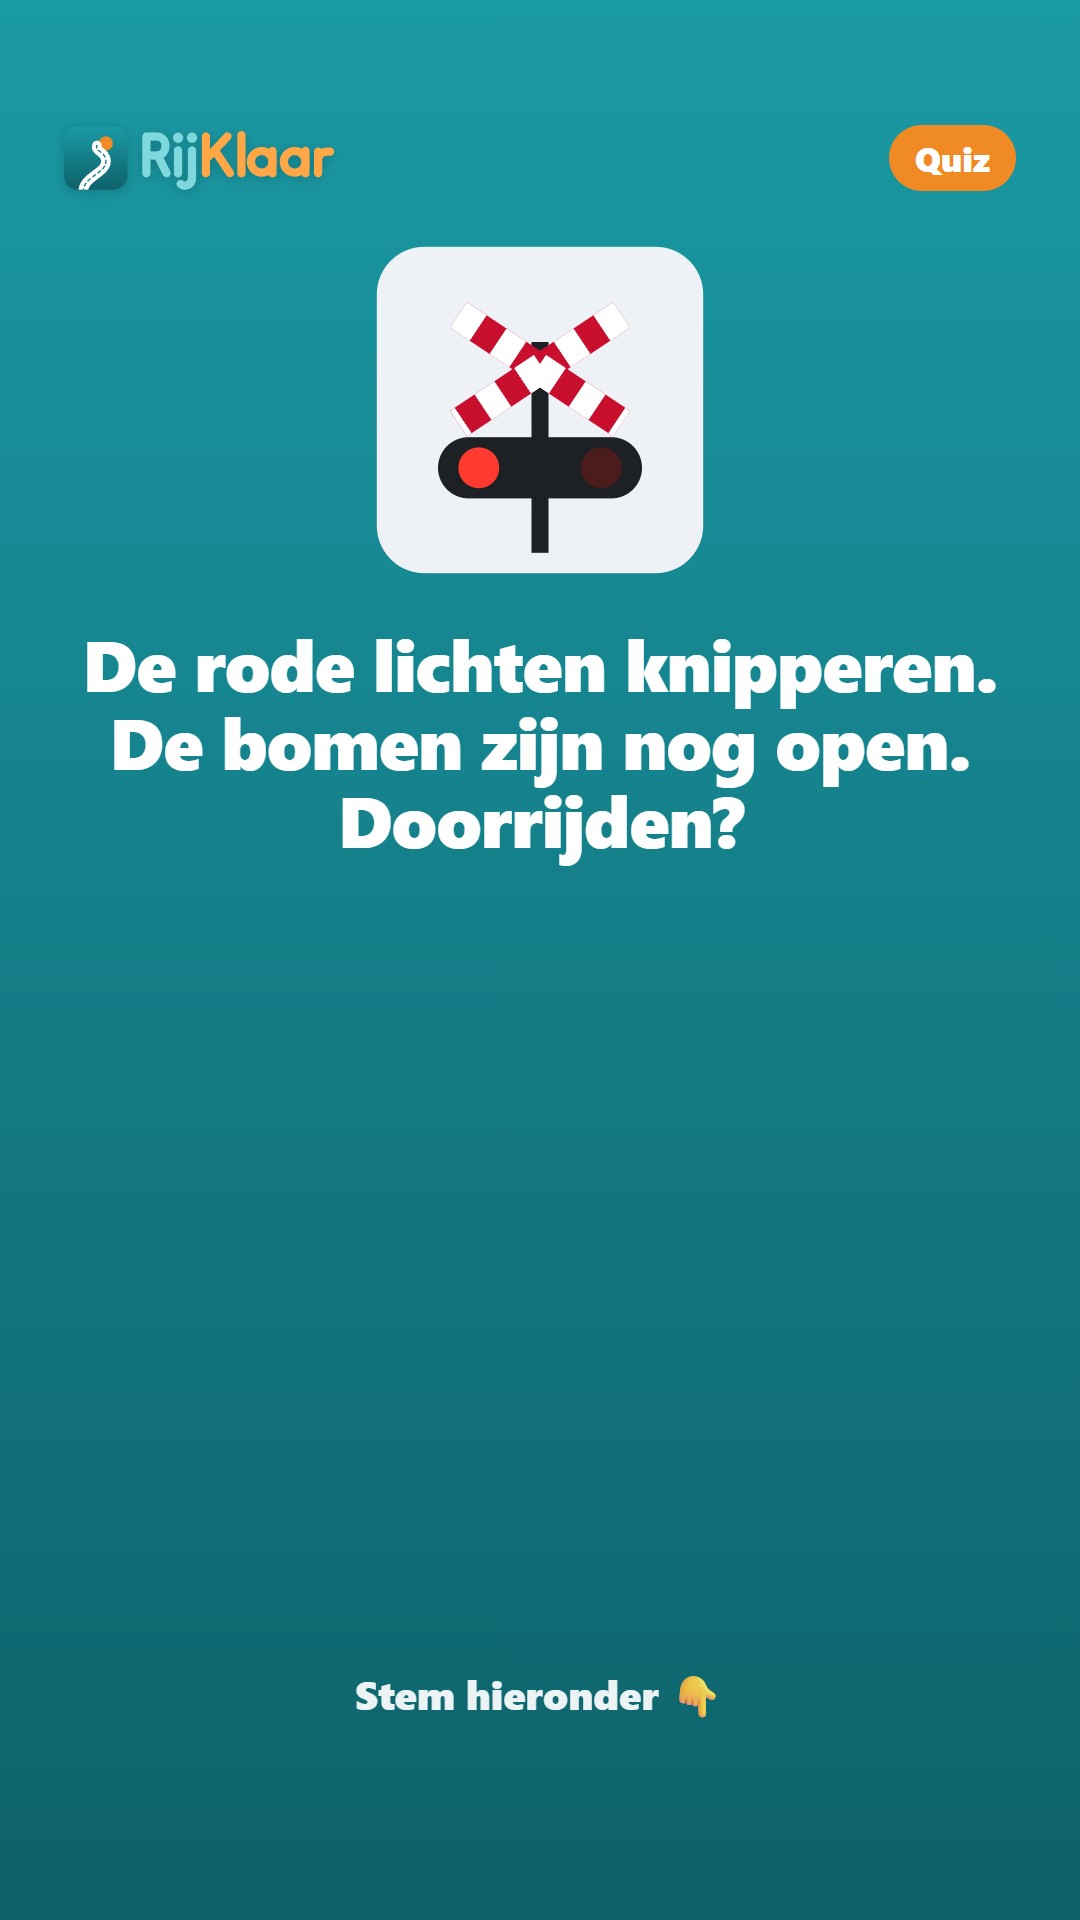 RijKlaar
Quiz
De rode lichten knipperen.
De bomen zijn nog open.
Doorrijden?
Stem hieronder 👇